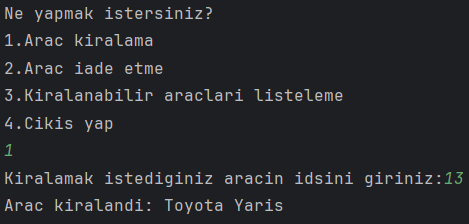 Ne yapmak istersiniz?
1.Arac kiralama
2.Arac iade etme
3.Kiralanabilir araclari listeleme
4.Cikis yap
1
Kiralamak istediginiz aracin idsini giriniz:13
Arac kiralandi: Toyota Yaris